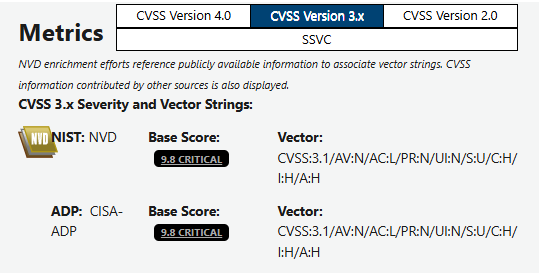 Metrics
CVSS Version 4.0 CVSS Version 3.x CVSS Version 2.0
SSVC
NVD enrichment efforts reference publicly available information to associate vector strings. CVSS
information contributed by other sources is also displayed.
CVSS 3.x Severity and Vector Strings:
NVD
NIST: NVD
Base Score:
9.8 CRITICAL
Vector:
CVSS:3.1/AV:N/AC:L/PR:N/UI:N/S:U/C:H/
I:H/A:H
ADP: CISA-
ADP
Base Score:
9.8 CRITICAL
Vector:
CVSS:3.1/AV:N/AC:L/PR:N/UI:N/S:U/C:H/
I:H/A:H